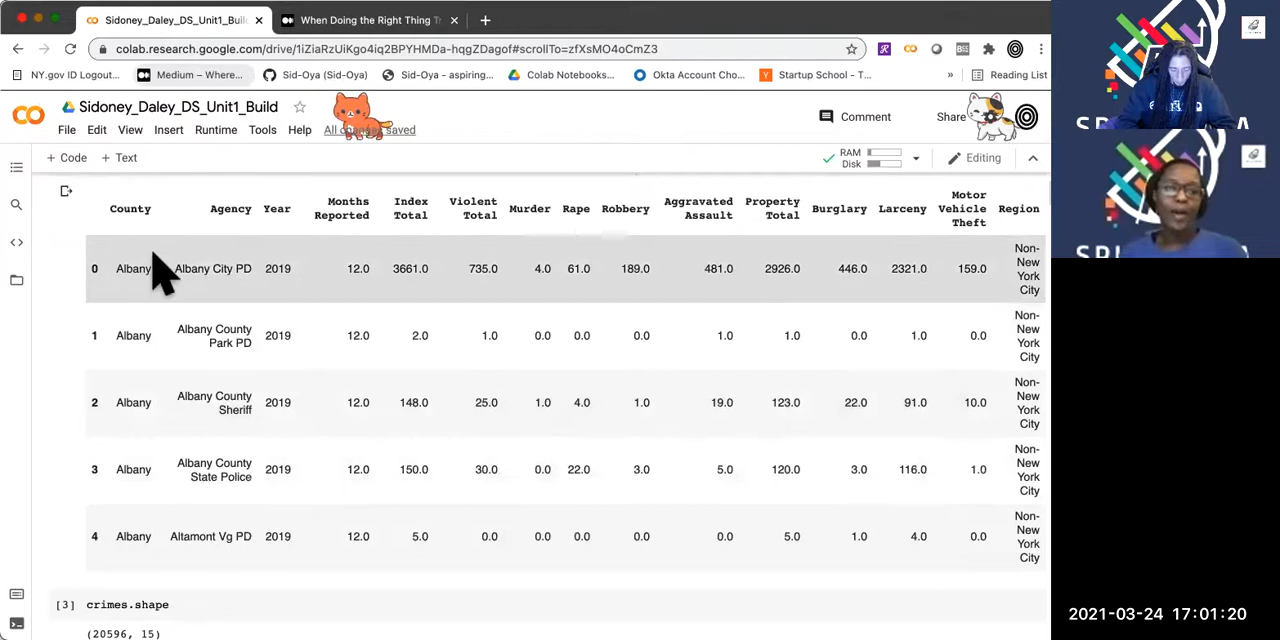 Sidoney_Daley_DS_Unit1_Buil
When Doing the Right Thing T
colab.research.google.com/drive/1iZiaRzUiKgo4iq2BPYHMDa-hqgZDagof#scrollTo=zfXsMO4oCmZ3
NY.gov ID Logout... Medium – Where... Sid-Oya (Sid-Oya) Sid-Oya - aspiring... Colab Notebooks... Okta Account Cho... Startup School - T... » Reading List
Sidoney_Daley_DS_Unit1_Build
File Edit View Insert Runtime Tools Help All changes saved
Comment Share
+ Code + Text RAM Disk Editing
County Agency Year Months Reported Index Total Violent Total Murder Rape Robbery Aggravated Assault Property Total Burglary Larceny Motor Vehicle Theft Region
0 Albany Albany City PD 2019 12.0 3661.0 735.0 4.0 61.0 189.0 481.0 2926.0 446.0 2321.0 159.0 Non-New York City
1 Albany Albany County Park PD 2019 12.0 2.0 1.0 0.0 0.0 0.0 1.0 1.0 0.0 1.0 0.0 Non-New York City
2 Albany Albany County Sheriff 2019 12.0 148.0 25.0 1.0 4.0 1.0 19.0 123.0 22.0 91.0 10.0 Non-New York City
3 Albany Albany County State Police 2019 12.0 150.0 30.0 0.0 22.0 3.0 5.0 120.0 3.0 116.0 1.0 Non-New York City
4 Albany Altamont Vg PD 2019 12.0 5.0 0.0 0.0 0.0 0.0 0.0 5.0 1.0 4.0 0.0 Non-New York City
[3] crimes.shape
(20596, 15)
2021-03-24 17:01:20